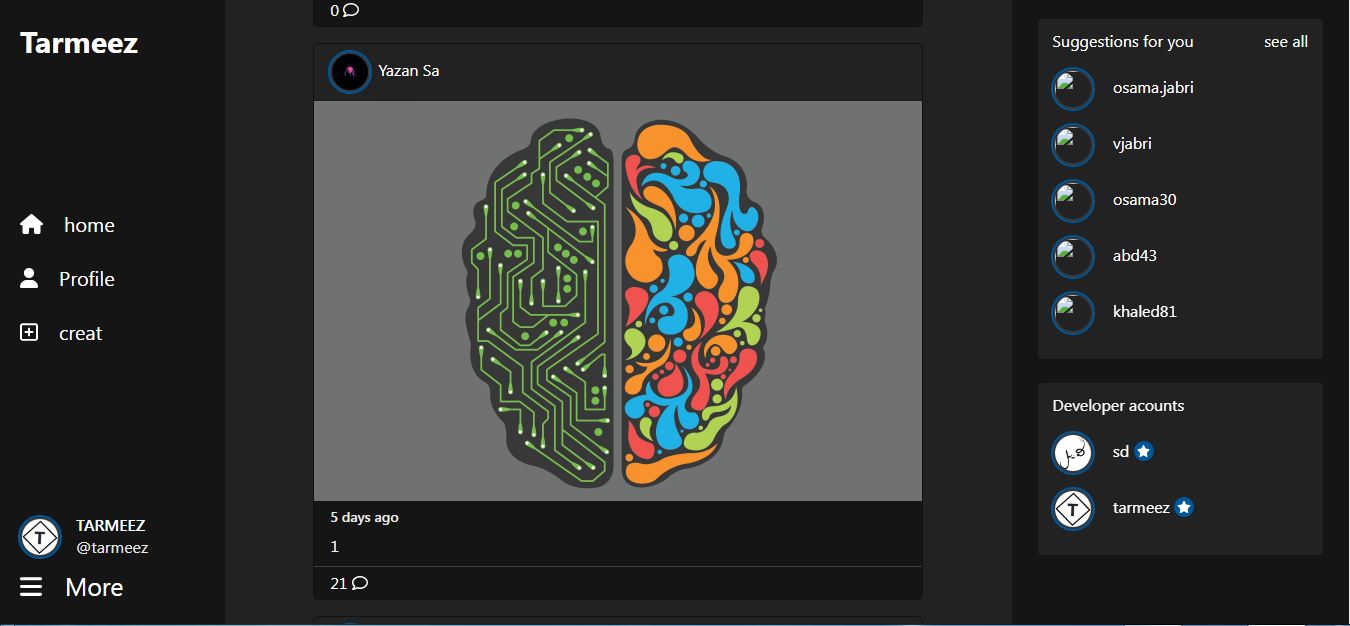 Tarmeez
home
Profile
creat
T TARMEEZ
@tarmeez
More
0
Yazan Sa
5 days ago
1
21
Suggestions for you see all
osama.jabri
vjabri
osama30
abd43
khaled81
Developer acounts
sd
T tarmeez